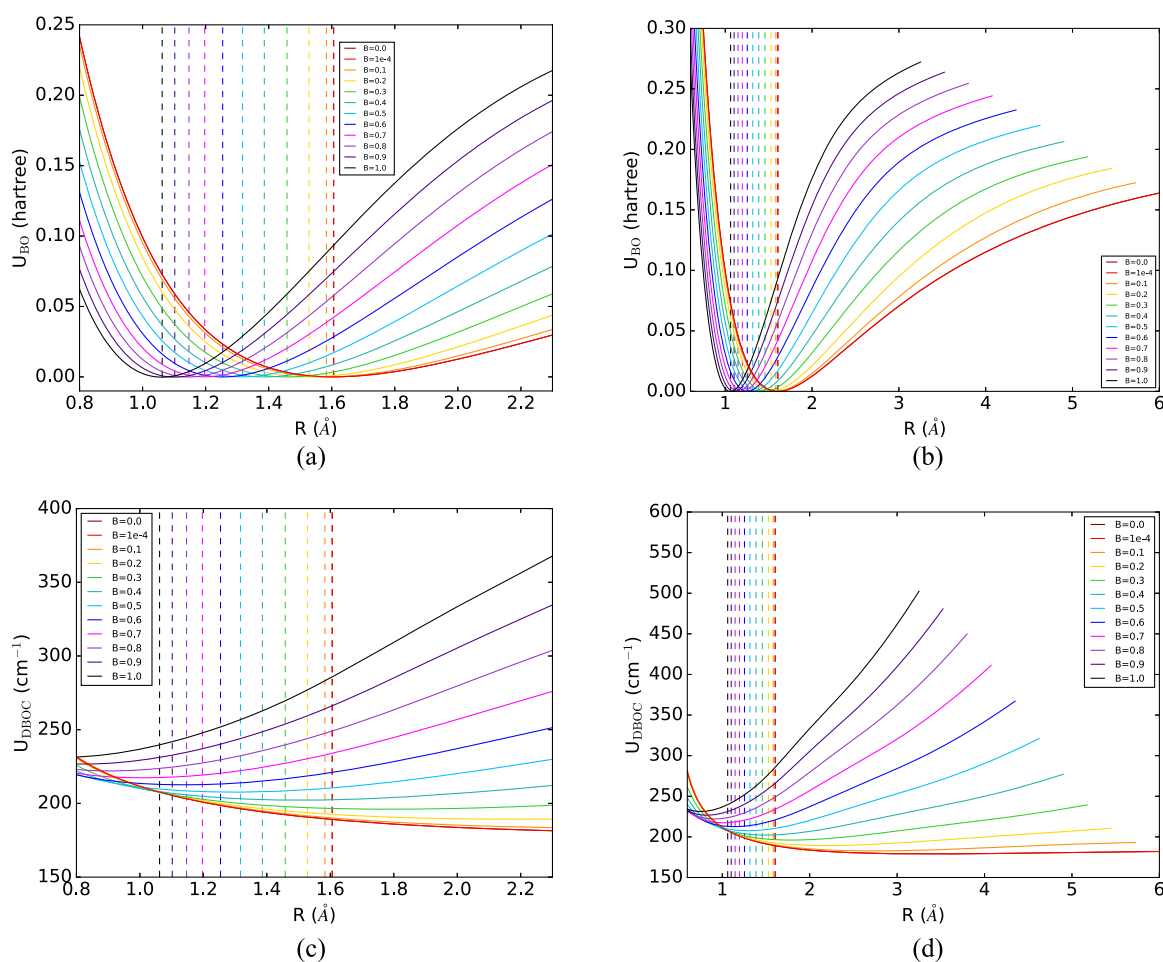 0.25
0.20
0.15
0.10
0.05
0.00
U_BO (hartree)
0.8
1.0
1.2
1.4
1.6
1.8
2.0
2.2
R (Å)
B=0.0
B=1e-4
B=0.1
B=0.2
B=0.3
B=0.4
B=0.5
B=0.6
B=0.7
B=0.8
B=0.9
B=1.0
(a)
0.30
0.25
0.20
0.15
0.10
0.05
0.00
U_BO (hartree)
1
2
3
4
5
6
R (Å)
B=0.0
B=1e-4
B=0.1
B=0.2
B=0.3
B=0.4
B=0.5
B=0.6
B=0.7
B=0.8
B=0.9
B=1.0
(b)
400
350
300
250
200
150
U_DBOC (cm⁻¹)
0.8
1.0
1.2
1.4
1.6
1.8
2.0
2.2
R (Å)
B=0.0
B=1e-4
B=0.1
B=0.2
B=0.3
B=0.4
B=0.5
B=0.6
B=0.7
B=0.8
B=0.9
B=1.0
(c)
600
550
500
450
400
350
300
250
200
150
U_DBOC (cm⁻¹)
1
2
3
4
5
6
R (Å)
B=0.0
B=1e-4
B=0.1
B=0.2
B=0.3
B=0.4
B=0.5
B=0.6
B=0.7
B=0.8
B=0.9
B=1.0
(d)